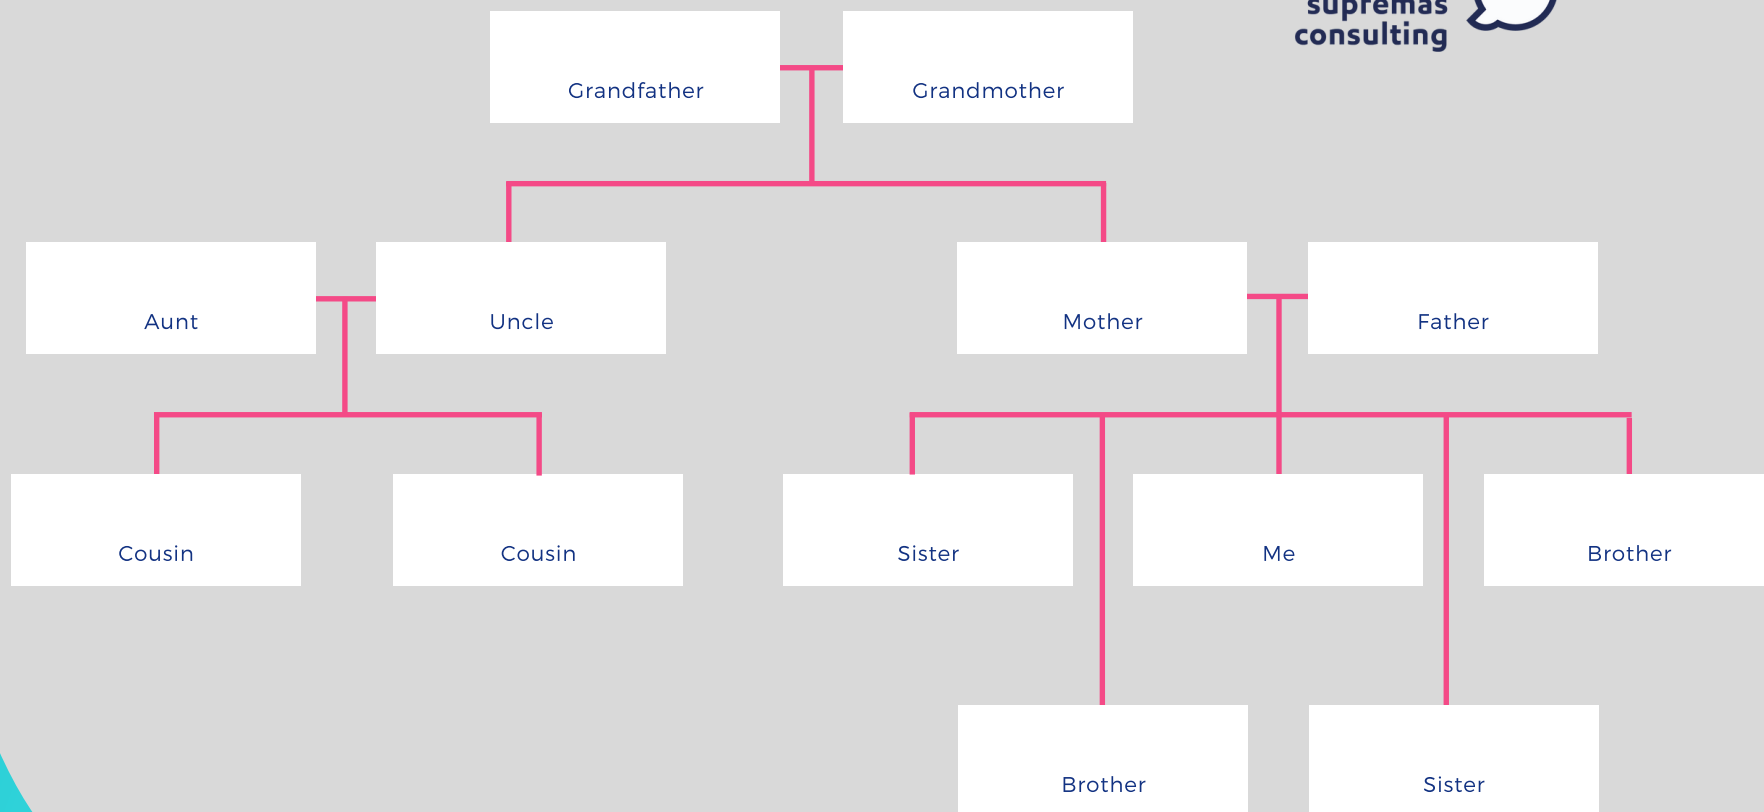 supremas
consulting
Grandfather
Grandmother
Aunt
Uncle
Mother
Father
Cousin
Cousin
Sister
Me
Brother
Brother
Sister